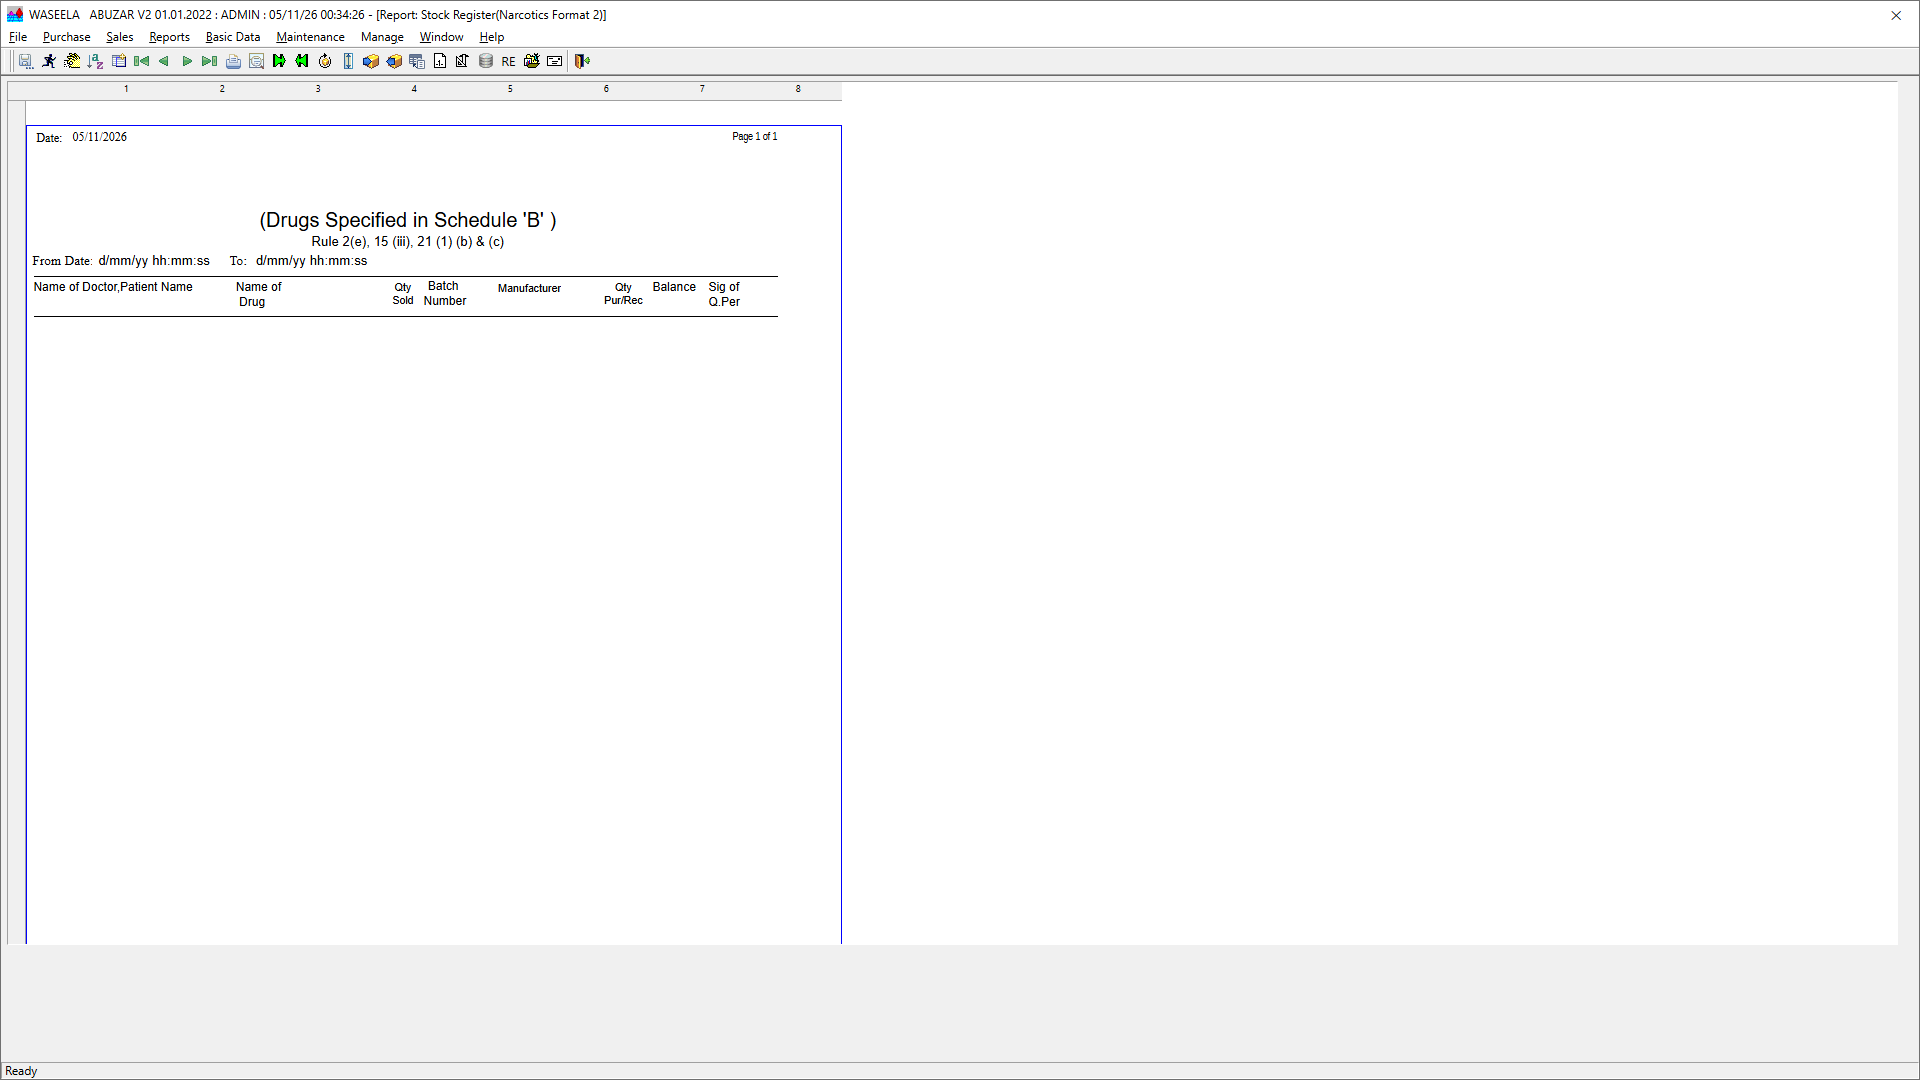 WASEELA ABUZAR V2 01.01.2022 : ADMIN : 05/11/26 00:34:26 - [Report: Stock Register(Narcotics Format 2)]
File Purchase Sales Reports Basic Data Maintenance Manage Window Help
RE
1 2 3 4 5 6 7 8
Date: 05/11/2026 Page 1 of 1
(Drugs Specified in Schedule 'B' )
Rule 2(e), 15 (iii), 21 (1) (b) & (c)
From Date: d/mm/yy hh:mm:ss To: d/mm/yy hh:mm:ss
Name of Doctor,Patient Name Name of Qty Batch Manufacturer Qty Balance Sig of
Drug Sold Number Pur/Rec Q.Per
Ready